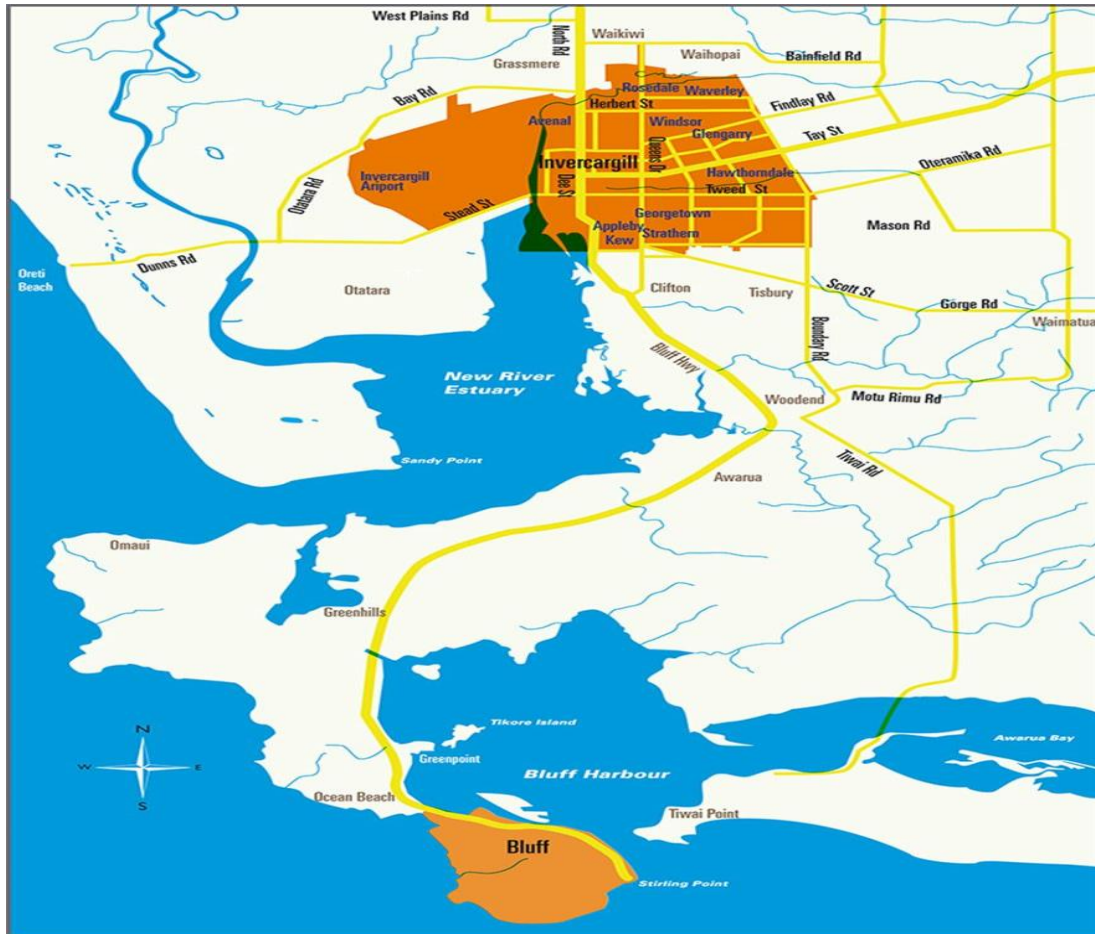 West Plains Rd
North Rd
Waikiwi
Waihopai
Bainfield Rd
Grassmere
Bay Rd
Rosedale
Waverley
Herbert St
Findlay Rd
Avenal
Windsor
Glengarry
Tay St
Queens Dr
Invercargill
Oteramika Rd
Hawthorndale
Invercargill
Ariport
Dee St
Tweed St
Otatara Rd
Stead St
Georgetown
Appleby
Mason Rd
Kew
Strathern
Dunns Rd
Oreti
Beach
Otatara
Clifton
Tisbury
Scott St
Gorge Rd
Waimatua
Boundary Rd
Bluff Hwy
New River
Estuary
Woodend
Motu Rimu Rd
Sandy Point
Tiwai Rd
Awarua
Omaui
Greenhills
Tikore Island
N
W
E
S
Awarua Bay
Greenpoint
Bluff Harbour
Ocean Beach
Tiwai Point
Bluff
Stirling Point